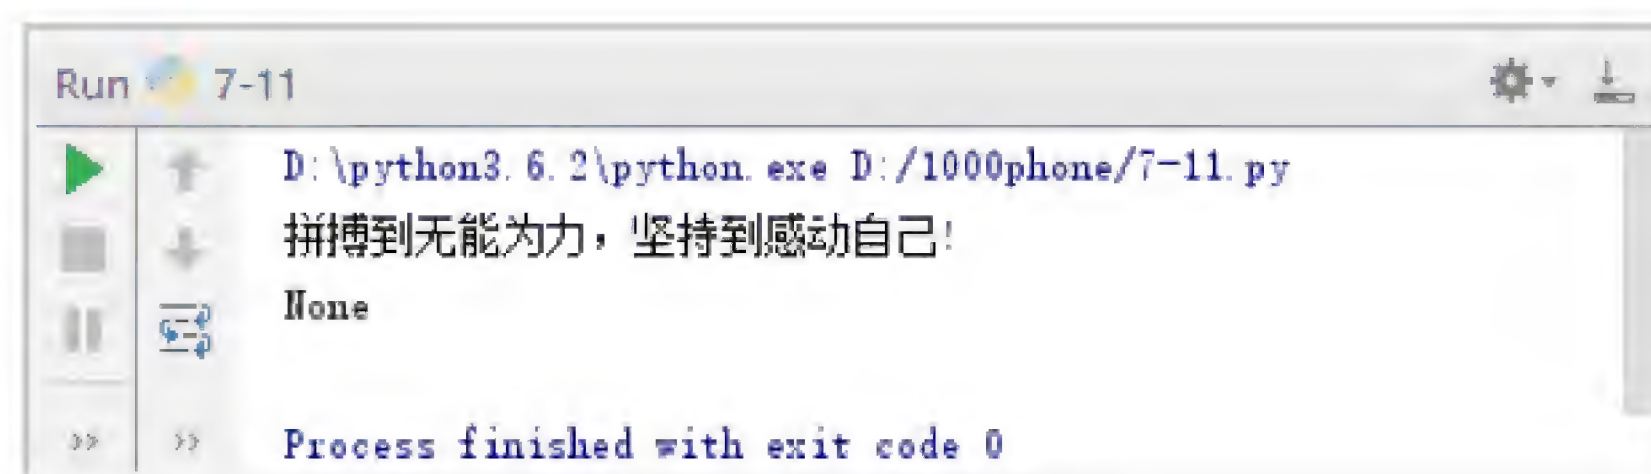 Run 7-11
D:\python3.6.2\python.exe D:/1000phone/7-11.py
拼搏到无能为力，坚持到感动自己!
None
>> >> Process finished with exit code 0